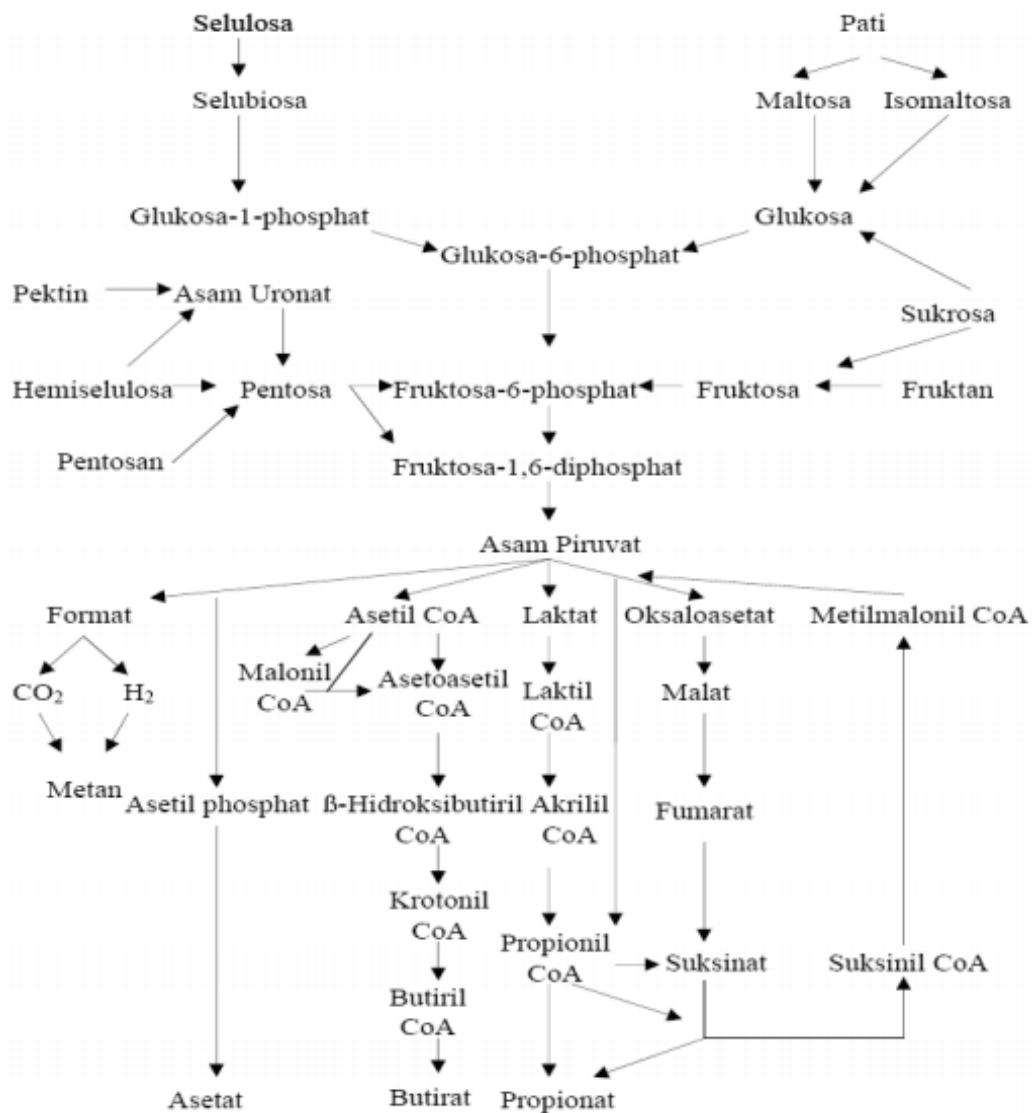 Selulosa
Pati
Selubiosa
Maltosa
Isomaltosa
Glukosa-1-phosphat
Glukosa
Glukosa-6-phosphat
Pektin
Asam Uronat
Sukrosa
Hemiselulosa
Pentosa
Fruktosa-6-phosphat
Fruktosa
Fruktan
Pentosan
Fruktosa-1,6-diphosphat
Asam Piruvat
Format
Asetil CoA
Laktat
Oksaloasetat
Metilmalonil CoA
Malonil
CoA
Asetoasetil
CoA
CO₂
H₂
Laktil
CoA
Malat
Metan
Asetil phosphat
ß-Hidroksibutiril
CoA
Akrilil
CoA
Fumarat
Krotonil
CoA
Propionil
CoA
Suksinat
Suksinil CoA
Butiril
CoA
Asetat
Butirat
Propionat